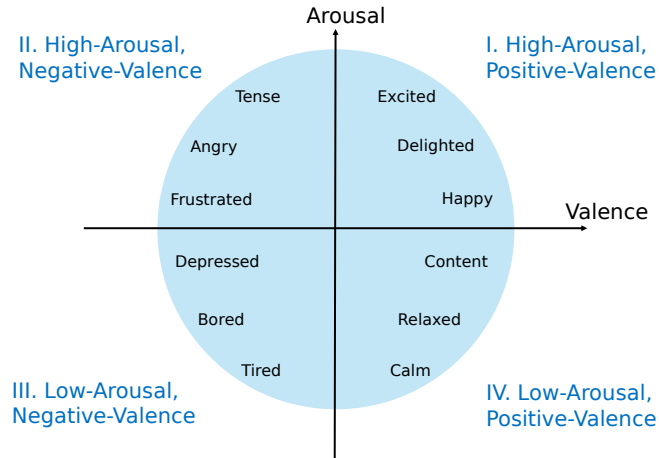 Arousal
II. High-Arousal,
Negative-Valence
I. High-Arousal,
Positive-Valence
Tense
Excited
Angry
Delighted
Frustrated
Happy
Valence
Depressed
Content
Bored
Relaxed
Tired
Calm
III. Low-Arousal,
Negative-Valence
IV. Low-Arousal,
Positive-Valence